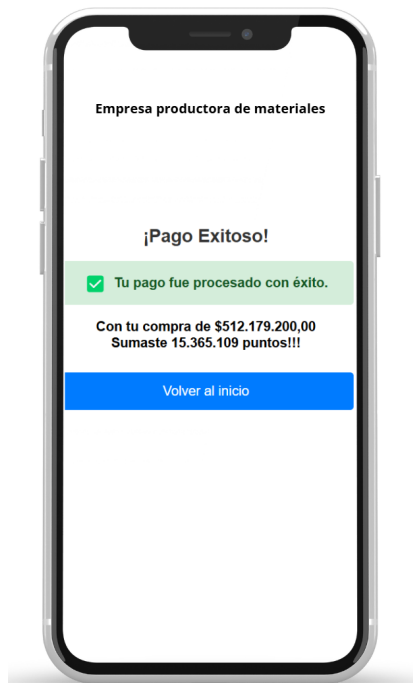 Empresa productora de materiales
¡Pago Exitoso!
Tu pago fue procesado con éxito.
Con tu compra de $512.179.200,00
Sumaste 15.365.109 puntos!!!
Volver al inicio